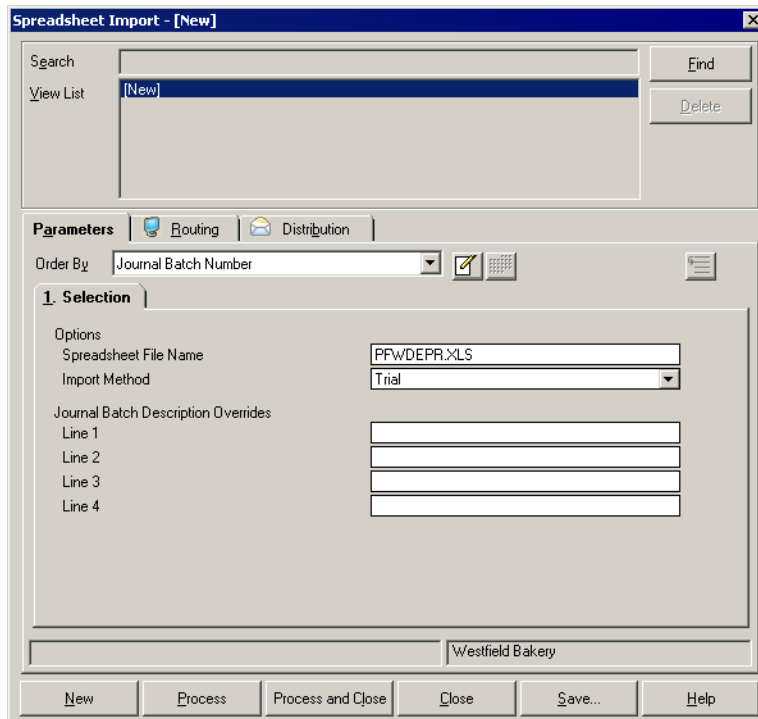 Spreadsheet Import - [New]
Search
Find
View List
[New]
Delete
Parameters
Routing
Distribution
Order By
Journal Batch Number
1. Selection
Options
Spreadsheet File Name
PFWDEPR.XLS
Import Method
Trial
Journal Batch Description Overrides
Line 1
Line 2
Line 3
Line 4
Westfield Bakery
New
Process
Process and Close
Close
Save...
Help